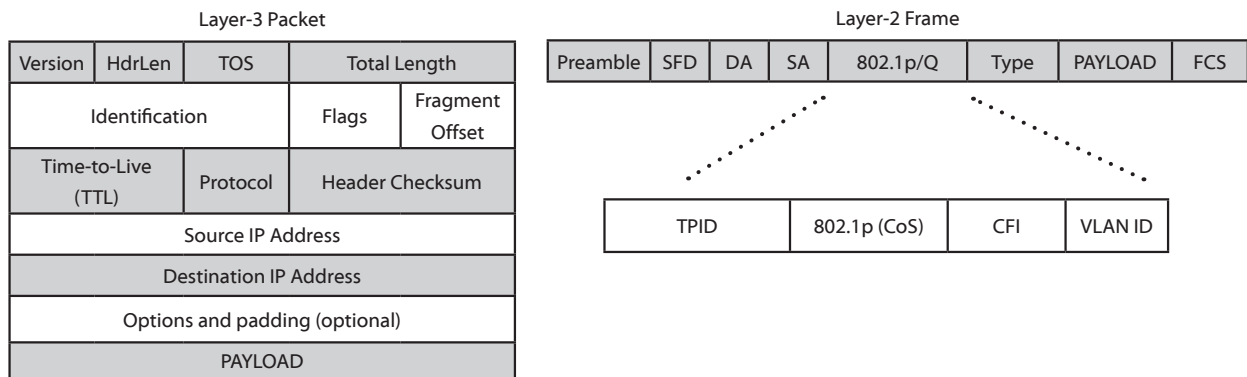 Layer-3 Packet
Version HdrLen TOS Total Length
Identification Flags Fragment
Offset
Time-to-Live
(TTL) Protocol Header Checksum
Source IP Address
Destination IP Address
Options and padding (optional)
PAYLOAD
Layer-2 Frame
Preamble SFD DA SA 802.1p/Q Type PAYLOAD FCS
TPID 802.1p (CoS) CFI VLAN ID